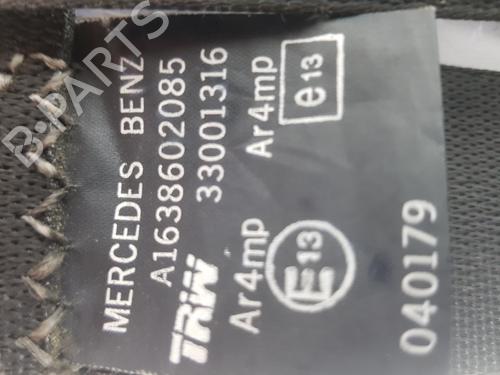 MERCEDES BENZ
A1638602085
TRW 33001316
Ar4mp Ar4mp
E13 e13
040179
B-PARTS